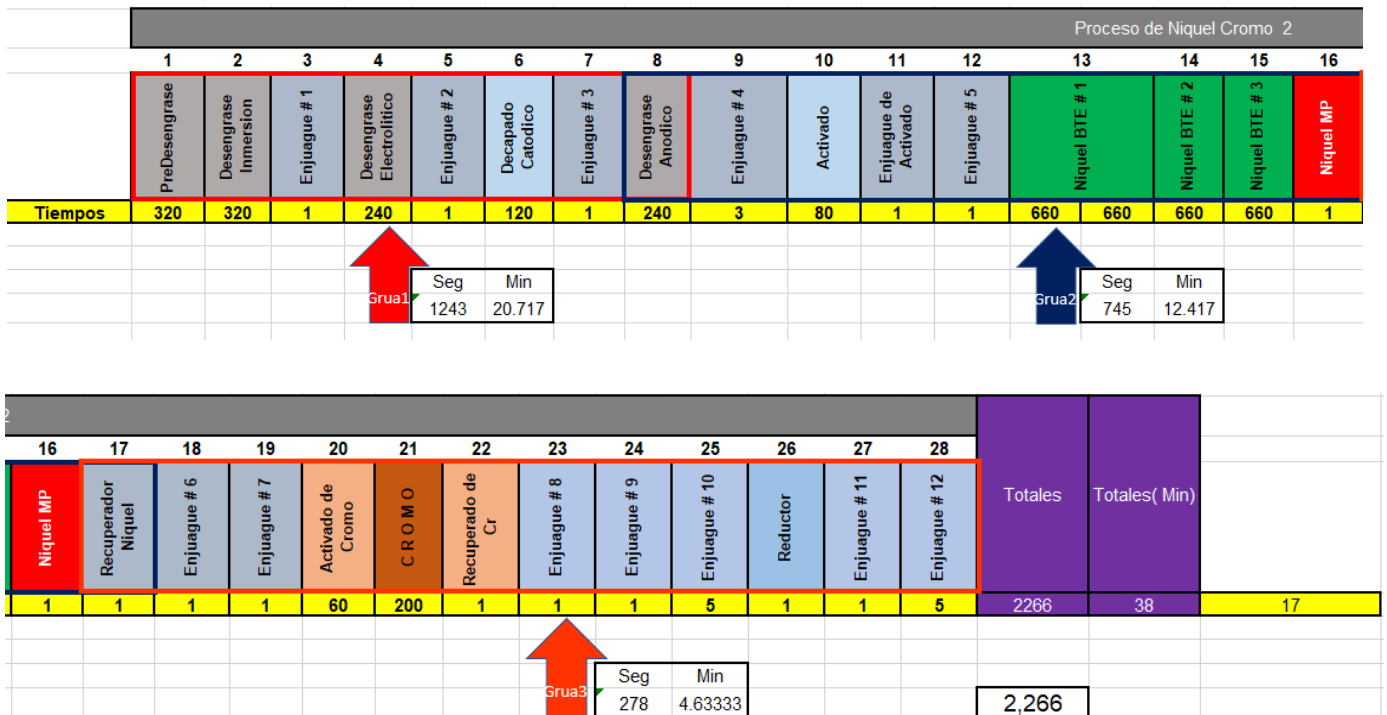 Proceso de Niquel Cromo 2
1 2 3 4 5 6 7 8 9 10 11 12 13 14 15 16
PreDesengrase
Desengrase
Inmersion
Enjuague # 1
Desengrase
Electrolitico
Enjuague # 2
Decapado
Catodico
Enjuague # 3
Desengrase
Anodico
Enjuague # 4
Activado
Enjuague de
Activado
Enjuague # 5
Niquel BTE # 1
Niquel BTE # 2
Niquel BTE # 3
Niquel MP
Tiempos 320 320 1 240 1 120 1 240 3 80 1 1 660 660 660 660 1
Grua1
Seg Min
1243 20.717
Grua2
Seg Min
745 12.417
2
16 17 18 19 20 21 22 23 24 25 26 27 28
Niquel MP
Recuperador
Niquel
Enjuague # 6
Enjuague # 7
Activado de
Cromo
C R O M O
Recuperado de
Cr
Enjuague # 8
Enjuague # 9
Enjuague # 10
Reductor
Enjuague # 11
Enjuague # 12
Totales
Totales( Min)
1 1 1 1 60 200 1 1 1 5 1 1 5 2266 38 17
Grua3
Seg Min
278 4.63333
2,266